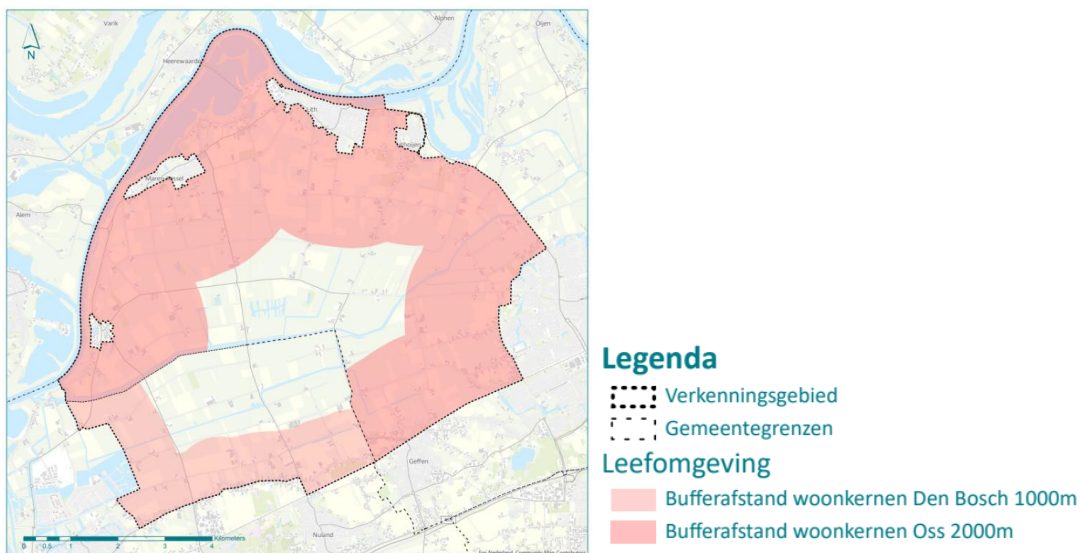 Varik
Alphen
Oijen
N
Heerewaarde
Lith
Maren-Kessel
Alem
Geffen
Nuland
0 0,5 1 2 3 4
Kilometers
Legenda
Verkenningsgebied
Gemeentegrenzen
Leefomgeving
Bufferafstand woonkernen Den Bosch 1000m
Bufferafstand woonkernen Oss 2000m